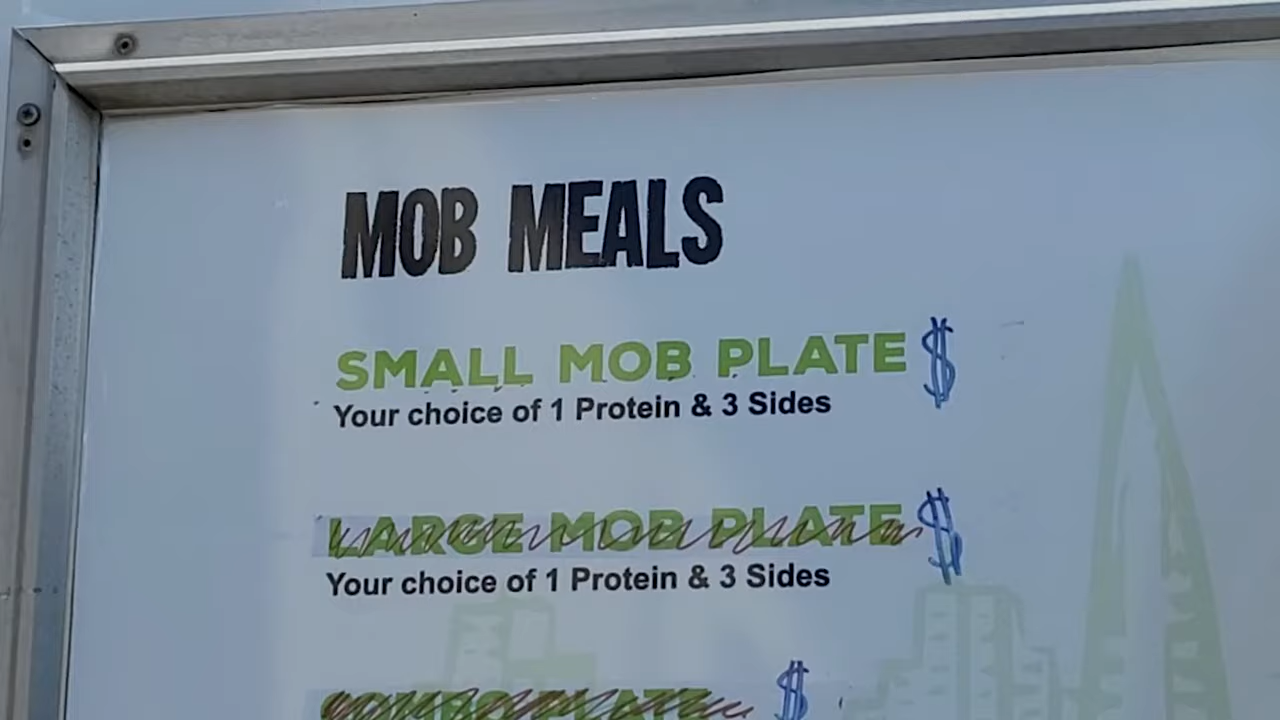 MOB MEALS
SMALL MOB PLATE $
Your choice of 1 Protein & 3 Sides
LARGE MOB PLATE $
Your choice of 1 Protein & 3 Sides
PLATE $